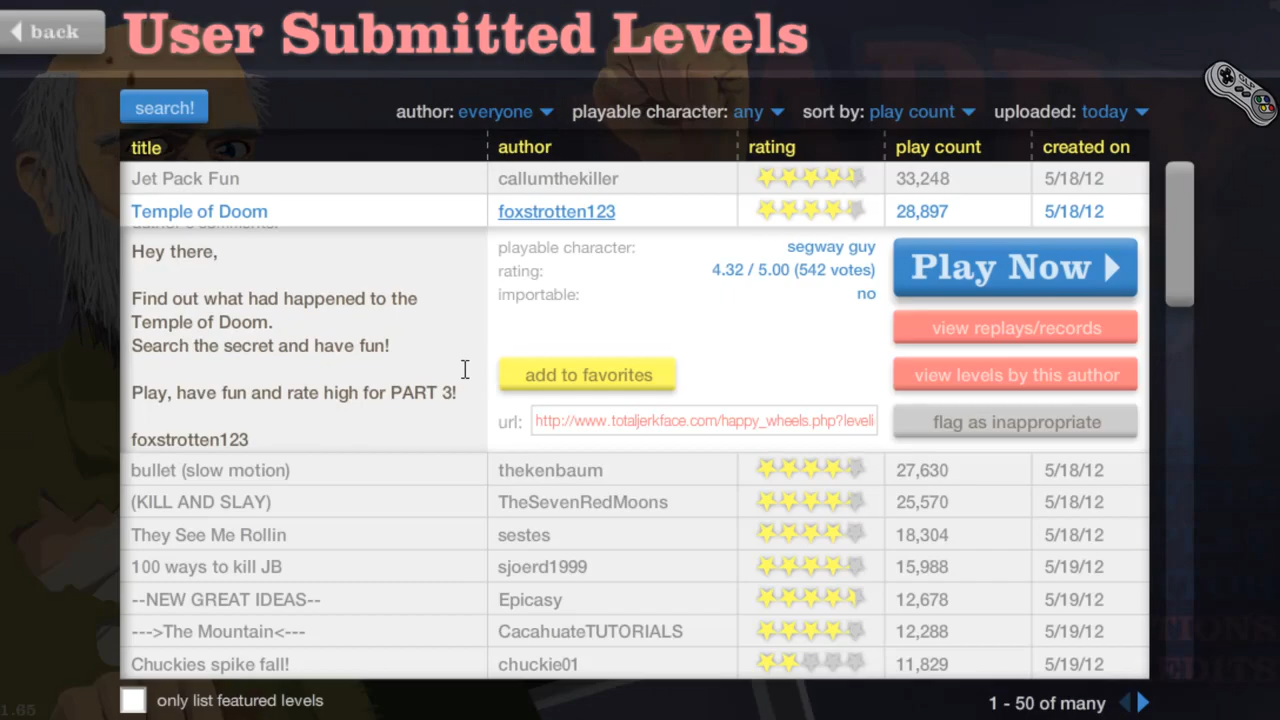 back
User Submitted Levels
search!
author: everyone playable character: any sort by: play count uploaded: today
title author rating play count created on
Jet Pack Fun callumthekiller 33,248 5/18/12
Temple of Doom foxstrotten123 28,897 5/18/12
Hey there,
Find out what had happened to the
Temple of Doom.
Search the secret and have fun!
Play, have fun and rate high for PART 3!
foxstrotten123
playable character: segway guy
rating: 4.32 / 5.00 (542 votes)
importable: no
add to favorites
url: http://www.totaljerkface.com/happy_wheels.php?leveli
Play Now
view replays/records
view levels by this author
flag as inappropriate
bullet (slow motion) thekenbaum 27,630 5/18/12
(KILL AND SLAY) TheSevenRedMoons 25,570 5/18/12
They See Me Rollin sestes 18,304 5/18/12
100 ways to kill JB sjoerd1999 15,988 5/19/12
--NEW GREAT IDEAS-- Epicasy 12,678 5/19/12
--->The Mountain<--- CacahuateTUTORIALS 12,288 5/19/12
Chuckies spike fall! chuckie01 11,829 5/19/12
only list featured levels
1 - 50 of many
1.65